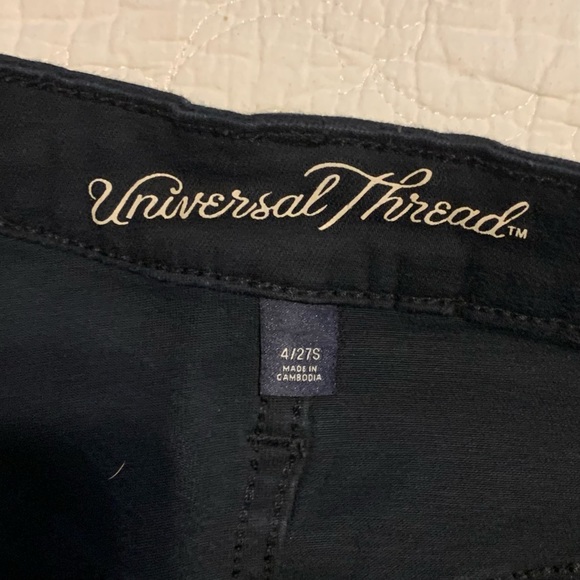 Universal Thread™
4/27S
MADE IN
CAMBODIA